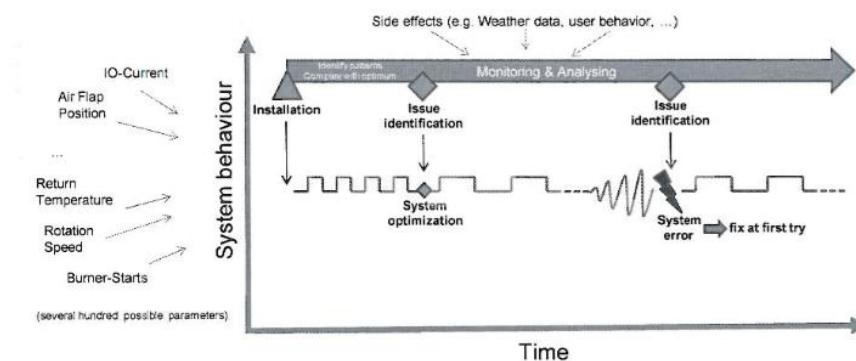 Side effects (e.g. Weather data, user behavior, ...)
Identify patterns
Compare with optimum
Monitoring & Analysing
IO-Current
Air Flap
Position
...
Return
Temperature
Rotation
Speed
Burner-Starts
(several hundred possible parameters)
System behaviour
Installation
Issue
identification
Issue
identification
System
optimization
System
error
fix at first try
Time